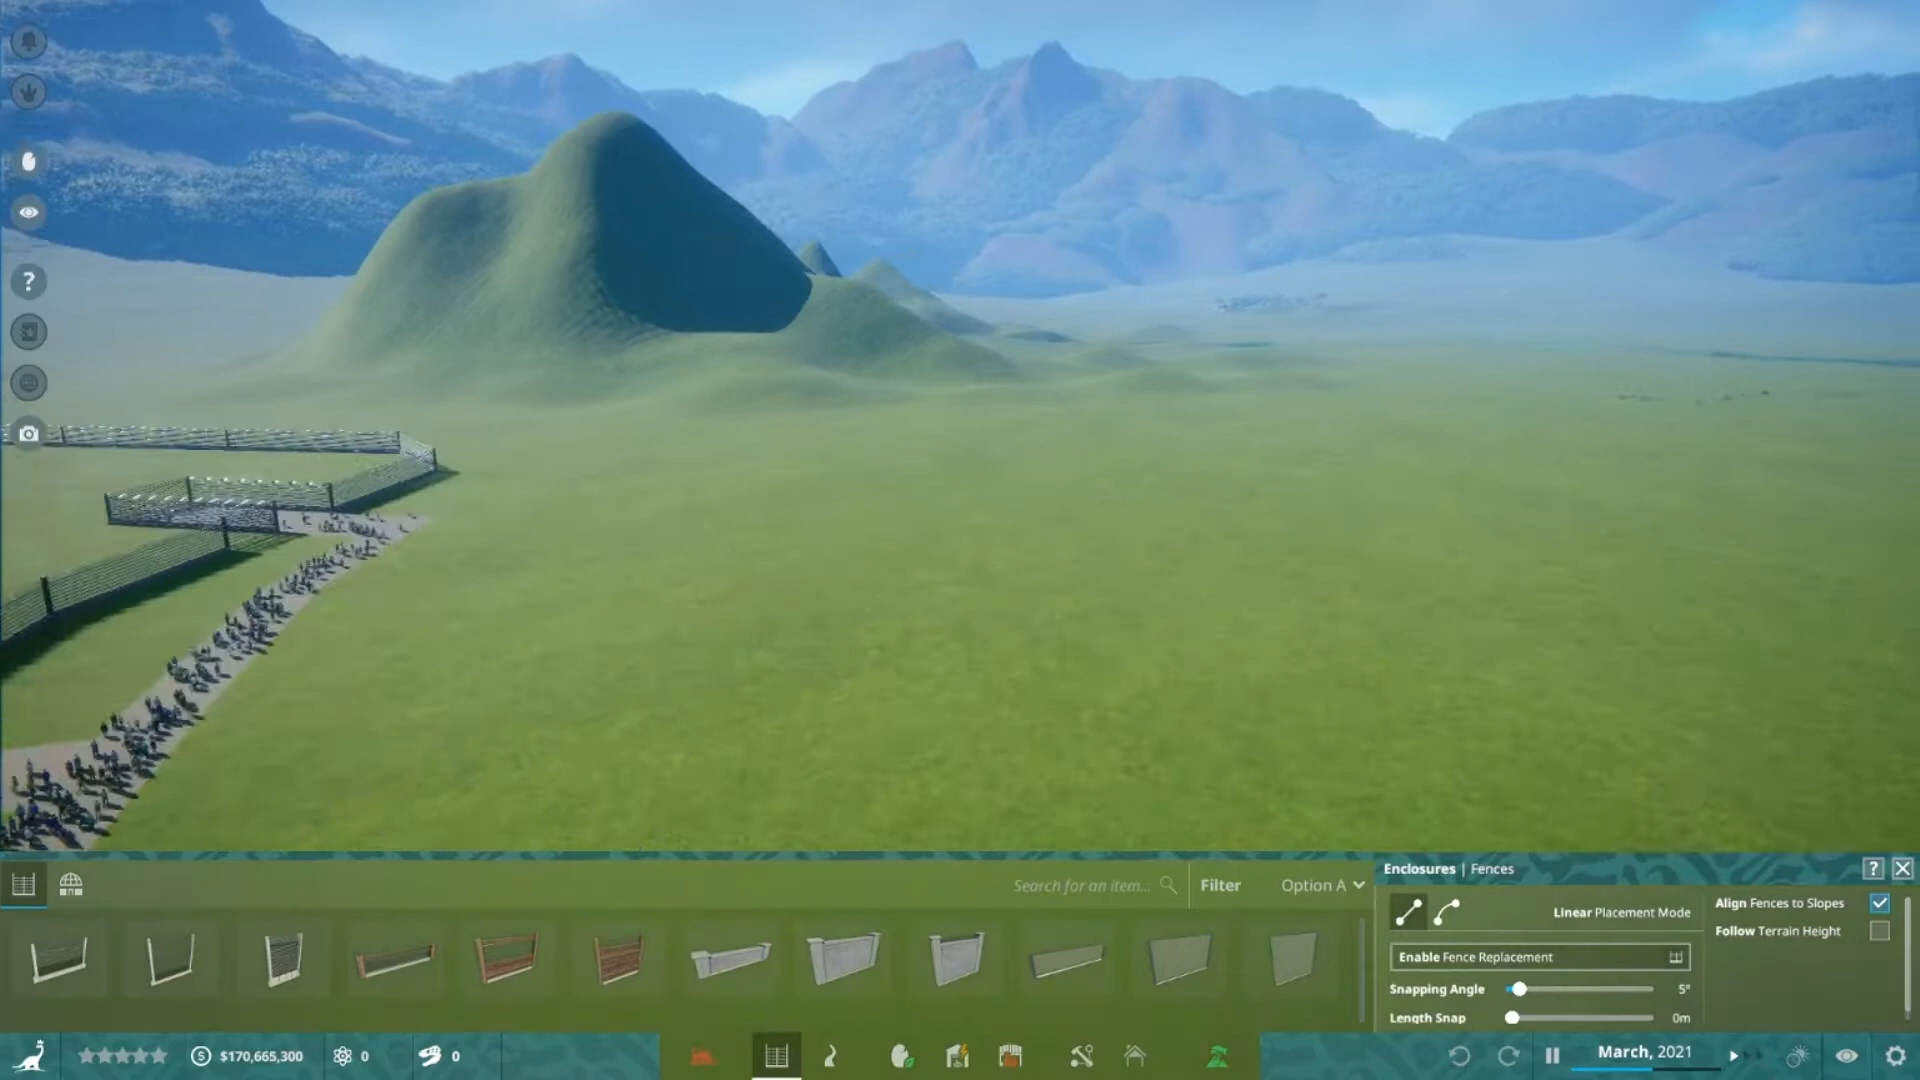 ?
Search for an item...
Filter
Option A
Enclosures | Fences
?
Linear Placement Mode
Enable Fence Replacement
Snapping Angle
5°
Length Snap
0m
Align Fences to Slopes
Follow Terrain Height
$170,665,300
0
0
March, 2021